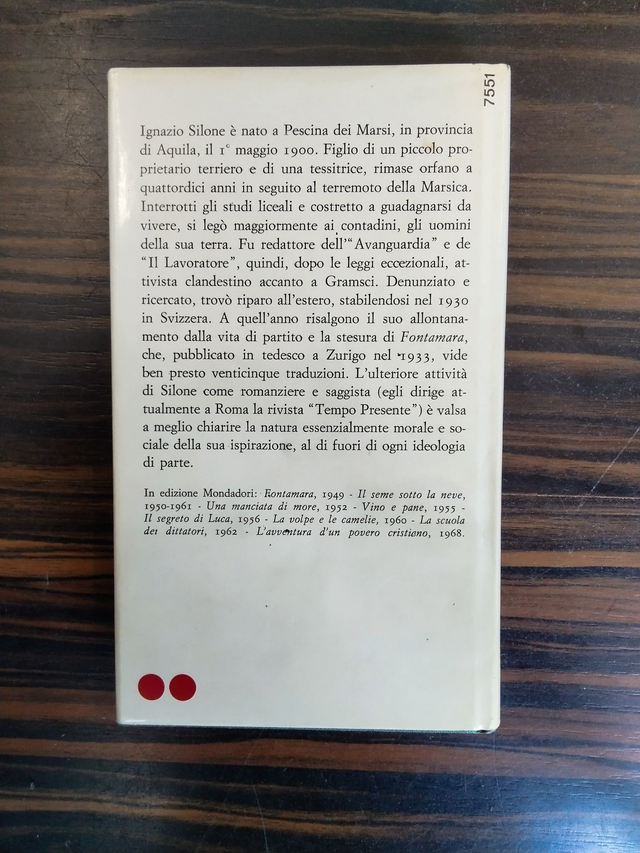 7551
Ignazio Silone è nato a Pescina dei Marsi, in provincia
di Aquila, il 1° maggio 1900. Figlio di un piccolo pro-
prietario terriero e di una tessitrice, rimase orfano a
quattordici anni in seguito al terremoto della Marsica.
Interrotti gli studi liceali e costretto a guadagnarsi da
vivere, si legò maggiormente ai contadini, gli uomini
della sua terra. Fu redattore dell'“Avanguardia” e de
“Il Lavoratore”, quindi, dopo le leggi eccezionali, at-
tivista clandestino accanto a Gramsci. Denunziato e
ricercato, trovò riparo all'estero, stabilendosi nel 1930
in Svizzera. A quell'anno risalgono il suo allontana-
mento dalla vita di partito e la stesura di Fontamara,
che, pubblicato in tedesco a Zurigo nel 1933, vide
ben presto venticinque traduzioni. L'ulteriore attività
di Silone come romanziere e saggista (egli dirige at-
tualmente a Roma la rivista “Tempo Presente”) è valsa
a meglio chiarire la natura essenzialmente morale e so-
ciale della sua ispirazione, al di fuori di ogni ideologia
di parte.
In edizione Mondadori: Fontamara, 1949 - Il seme sotto la neve,
1950-1961 - Una manciata di more, 1952 - Vino e pane, 1955 -
Il segreto di Luca, 1956 - La volpe e le camelie, 1960 - La scuola
dei dittatori, 1962 - L'avventura d'un povero cristiano, 1968.